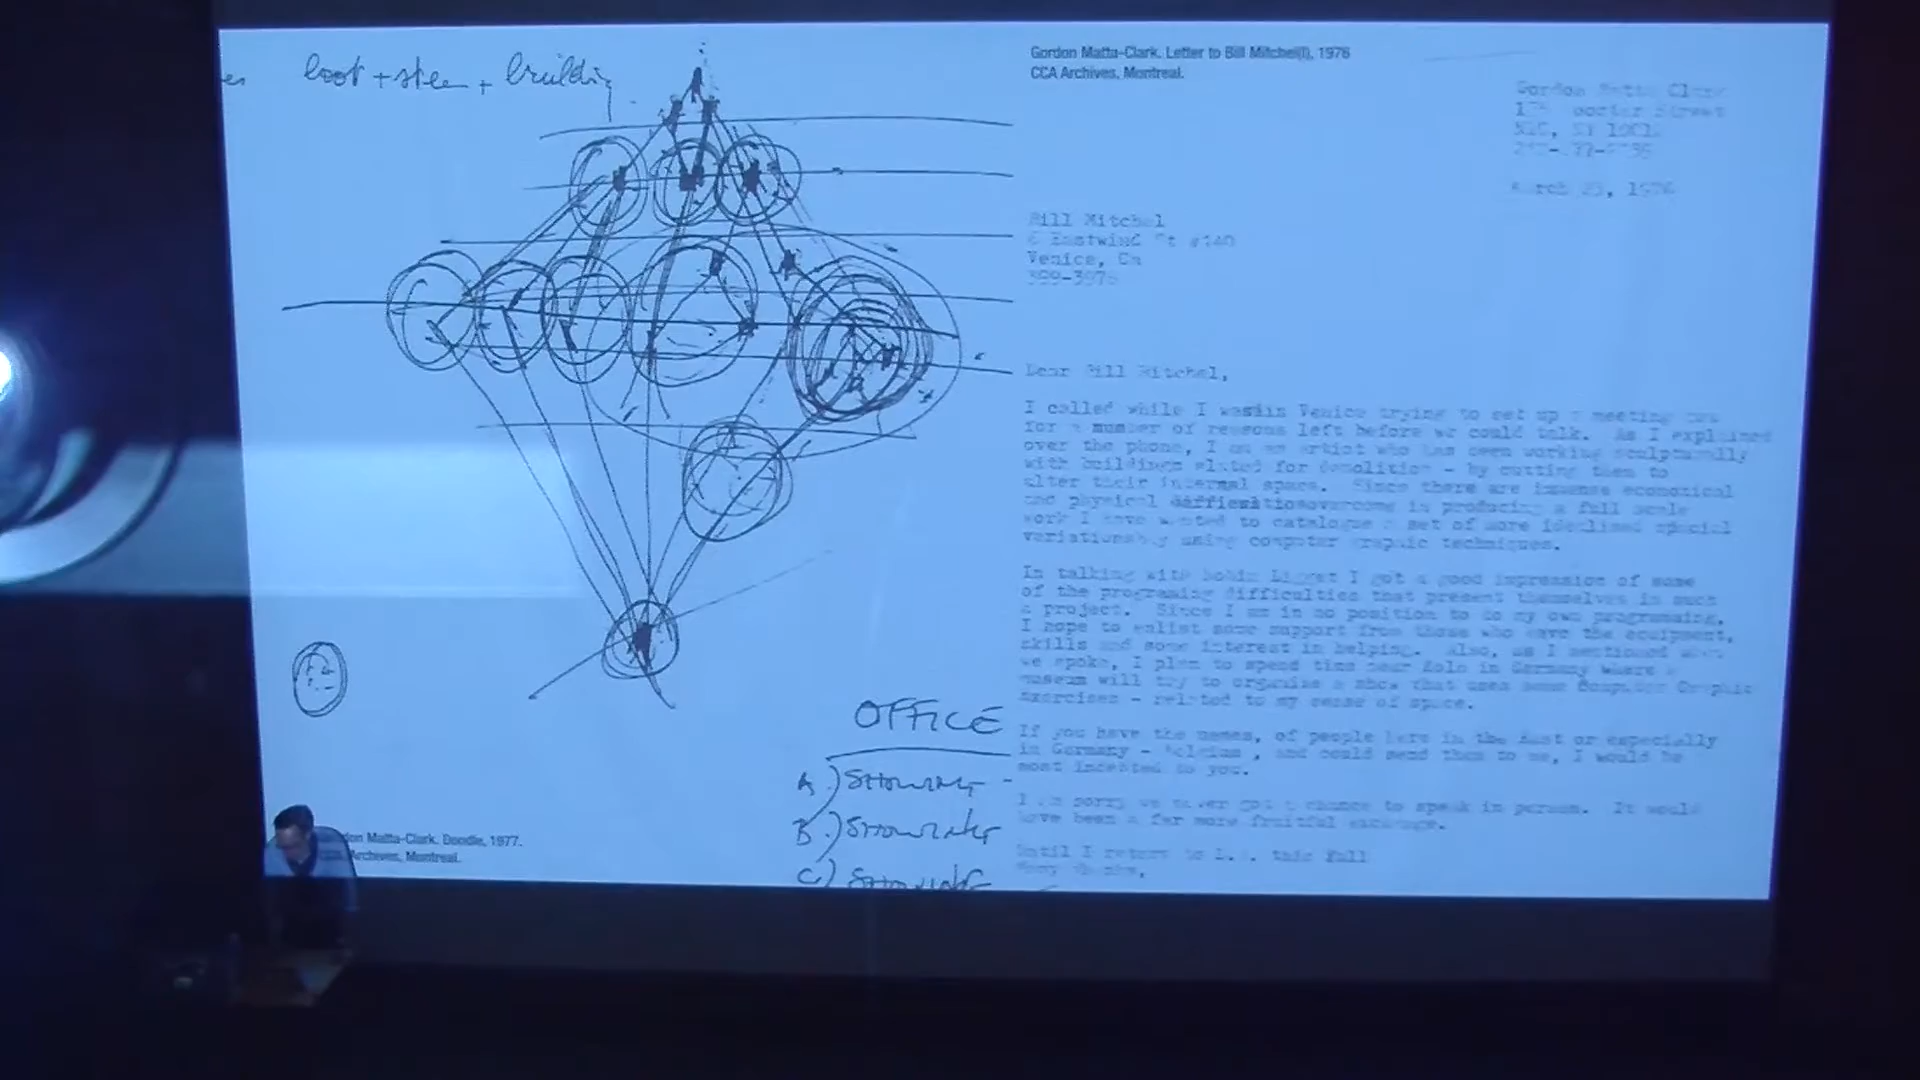 boot + stee + building
Gordon Matta-Clark. Letter to Bill Mitchel(l), 1976
CCA Archives, Montreal.
Gordon Matta Clark
Street
March 23, 1976
Bill Mitchel
Eastwind
Venice, Ca
Dear Bill Mitchel,
I called while I was in Venice trying to set up a meeting but
for a number of reasons left before we could talk. As I explained
over the phone, I am an artist who has been working sculpturally
with buildings slated for demolition - by cutting them to
alter their internal space. Since there are immense economical
and physical in producing a full scale
work I have wanted to catalogue a set of more idealized spacial
variations by using computer graphic techniques.
In talking with Robin Ligget I got a good impression of some
of the programing difficulties that present themselves in such
a project. Since I am in no position to do my own programing,
I hope to enlist some support from those who have the equipment,
skills and some interest in helping. Also, as I mentioned when
we spoke, I plan to spend time near Koln in Germany where a
museum will try to organize a show that uses some Computer Graphic
exercises - related to my sense of space.
If you have the names, of people here in the East or especially
in Germany - Belgium, and could send them to me, I would be
most indebted to you.
I am sorry we never got a chance to speak in person. It would
have been a far more fruitful exchange.
Until I return to L.A. this fall
Many thanks,
OFFICE
A.) SHOWING -
B.) SHOWING
C.) SHOWING
don Matta-Clark. Doodle, 1977.
Archives, Montreal.